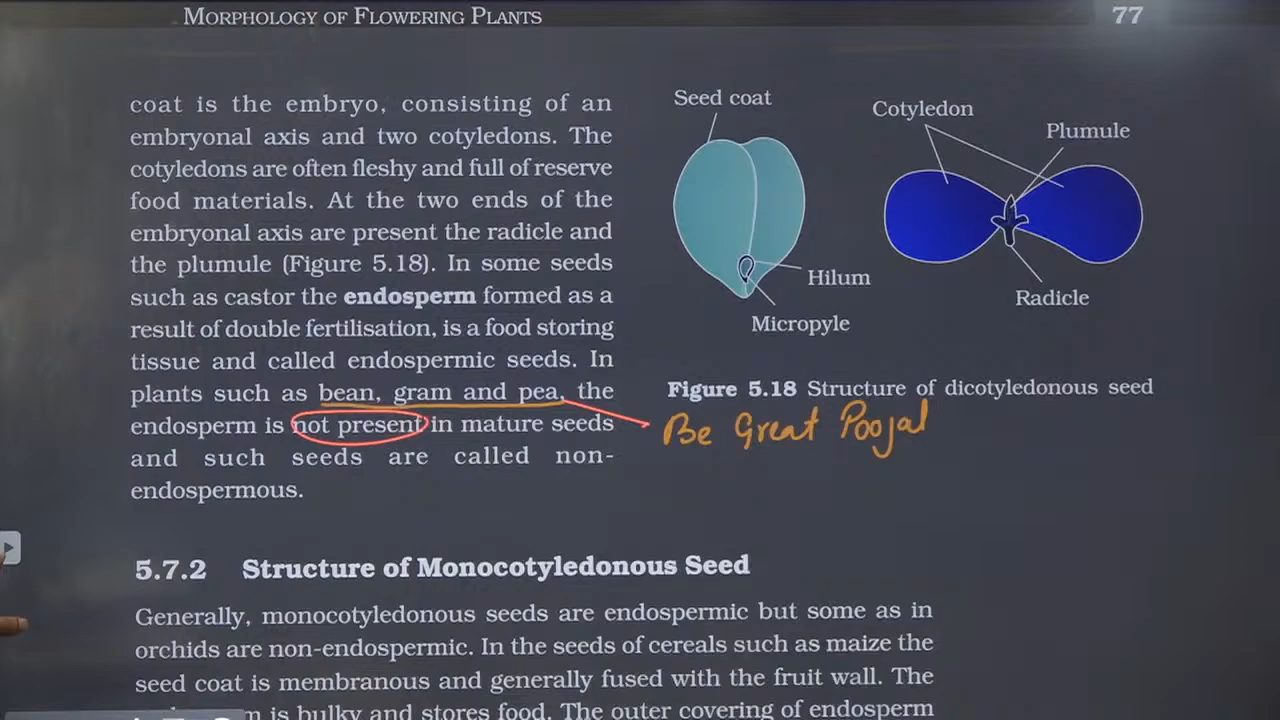 MORPHOLOGY OF FLOWERING PLANTS
77
coat is the embryo, consisting of an
embryonal axis and two cotyledons. The
cotyledons are often fleshy and full of reserve
food materials. At the two ends of the
embryonal axis are present the radicle and
the plumule (Figure 5.18). In some seeds
such as castor the endosperm formed as a
result of double fertilisation, is a food storing
tissue and called endospermic seeds. In
plants such as bean, gram and pea, the
endosperm is not present in mature seeds
and such seeds are called non-
endospermous.
Seed coat
Hilum
Micropyle
Cotyledon
Plumule
Radicle
Figure 5.18 Structure of dicotyledonous seed
Be Great Poojal
5.7.2 Structure of Monocotyledonous Seed
Generally, monocotyledonous seeds are endospermic but some as in
orchids are non-endospermic. In the seeds of cereals such as maize the
seed coat is membranous and generally fused with the fruit wall. The
is bulky and stores food. The outer covering of endosperm